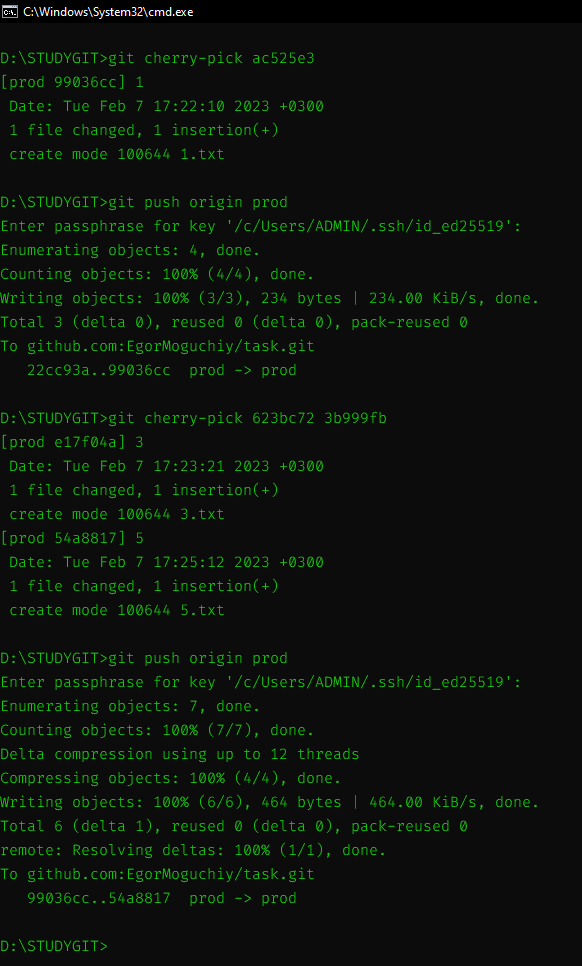 C:\Windows\System32\cmd.exe
D:\STUDYGIT>git cherry-pick ac525e3
[prod 99036cc] 1
 Date: Tue Feb 7 17:22:10 2023 +0300
 1 file changed, 1 insertion(+)
 create mode 100644 1.txt
D:\STUDYGIT>git push origin prod
Enter passphrase for key '/c/Users/ADMIN/.ssh/id_ed25519':
Enumerating objects: 4, done.
Counting objects: 100% (4/4), done.
Writing objects: 100% (3/3), 234 bytes | 234.00 KiB/s, done.
Total 3 (delta 0), reused 0 (delta 0), pack-reused 0
To github.com:EgorMoguchiy/task.git
   22cc93a..99036cc  prod -> prod
D:\STUDYGIT>git cherry-pick 623bc72 3b999fb
[prod e17f04a] 3
 Date: Tue Feb 7 17:23:21 2023 +0300
 1 file changed, 1 insertion(+)
 create mode 100644 3.txt
[prod 54a8817] 5
 Date: Tue Feb 7 17:25:12 2023 +0300
 1 file changed, 1 insertion(+)
 create mode 100644 5.txt
D:\STUDYGIT>git push origin prod
Enter passphrase for key '/c/Users/ADMIN/.ssh/id_ed25519':
Enumerating objects: 7, done.
Counting objects: 100% (7/7), done.
Delta compression using up to 12 threads
Compressing objects: 100% (4/4), done.
Writing objects: 100% (6/6), 464 bytes | 464.00 KiB/s, done.
Total 6 (delta 1), reused 0 (delta 0), pack-reused 0
remote: Resolving deltas: 100% (1/1), done.
To github.com:EgorMoguchiy/task.git
   99036cc..54a8817  prod -> prod
D:\STUDYGIT>